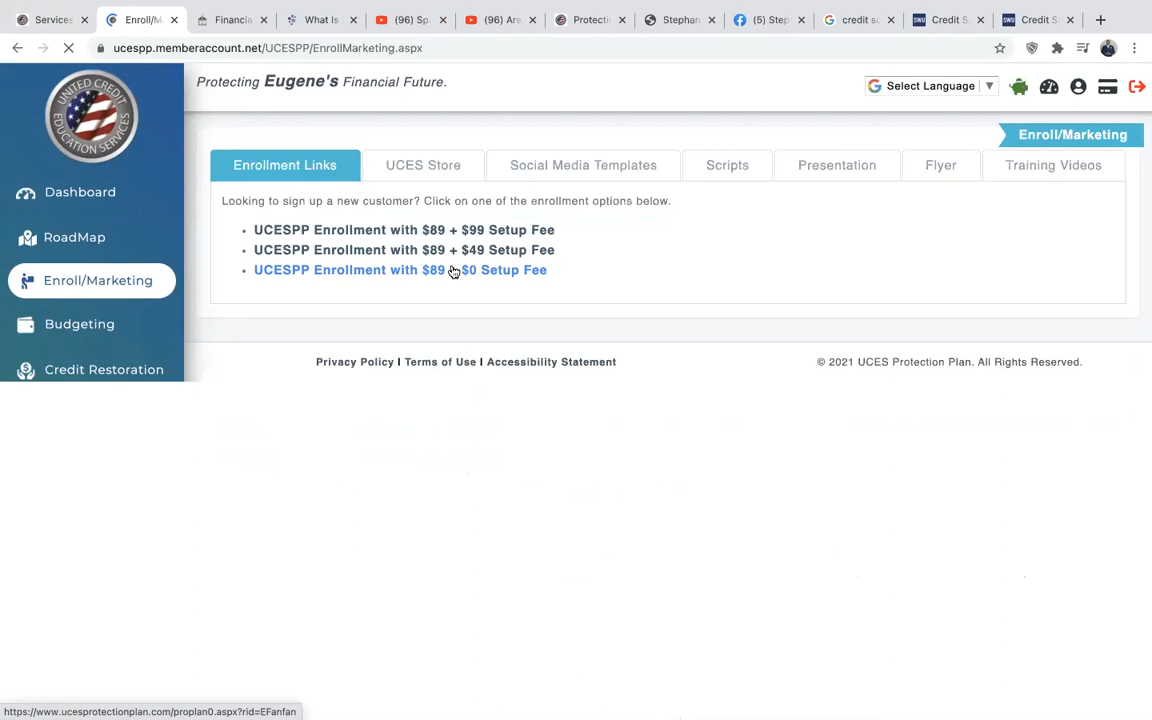 Services
Enroll/M
Financia
What Is
(96) Sp
(96) Are
Protecti
Stephan
(5) Step
credit s
Credit S
Credit S
ucespp.memberaccount.net/UCESPP/EnrollMarketing.aspx
UNITED CREDIT
EDUCATION SERVICES
Protecting Eugene's Financial Future.
Select Language ▼
Enroll/Marketing
Enrollment Links
UCES Store
Social Media Templates
Scripts
Presentation
Flyer
Training Videos
Dashboard
RoadMap
Enroll/Marketing
Budgeting
Credit Restoration
Looking to sign up a new customer? Click on one of the enrollment options below.
• UCESPP Enrollment with $89 + $99 Setup Fee
• UCESPP Enrollment with $89 + $49 Setup Fee
• UCESPP Enrollment with $89 $0 Setup Fee
Privacy Policy | Terms of Use | Accessibility Statement
© 2021 UCES Protection Plan. All Rights Reserved.
https://www.ucesprotectionplan.com/proplan0.aspx?rid=EFanfan